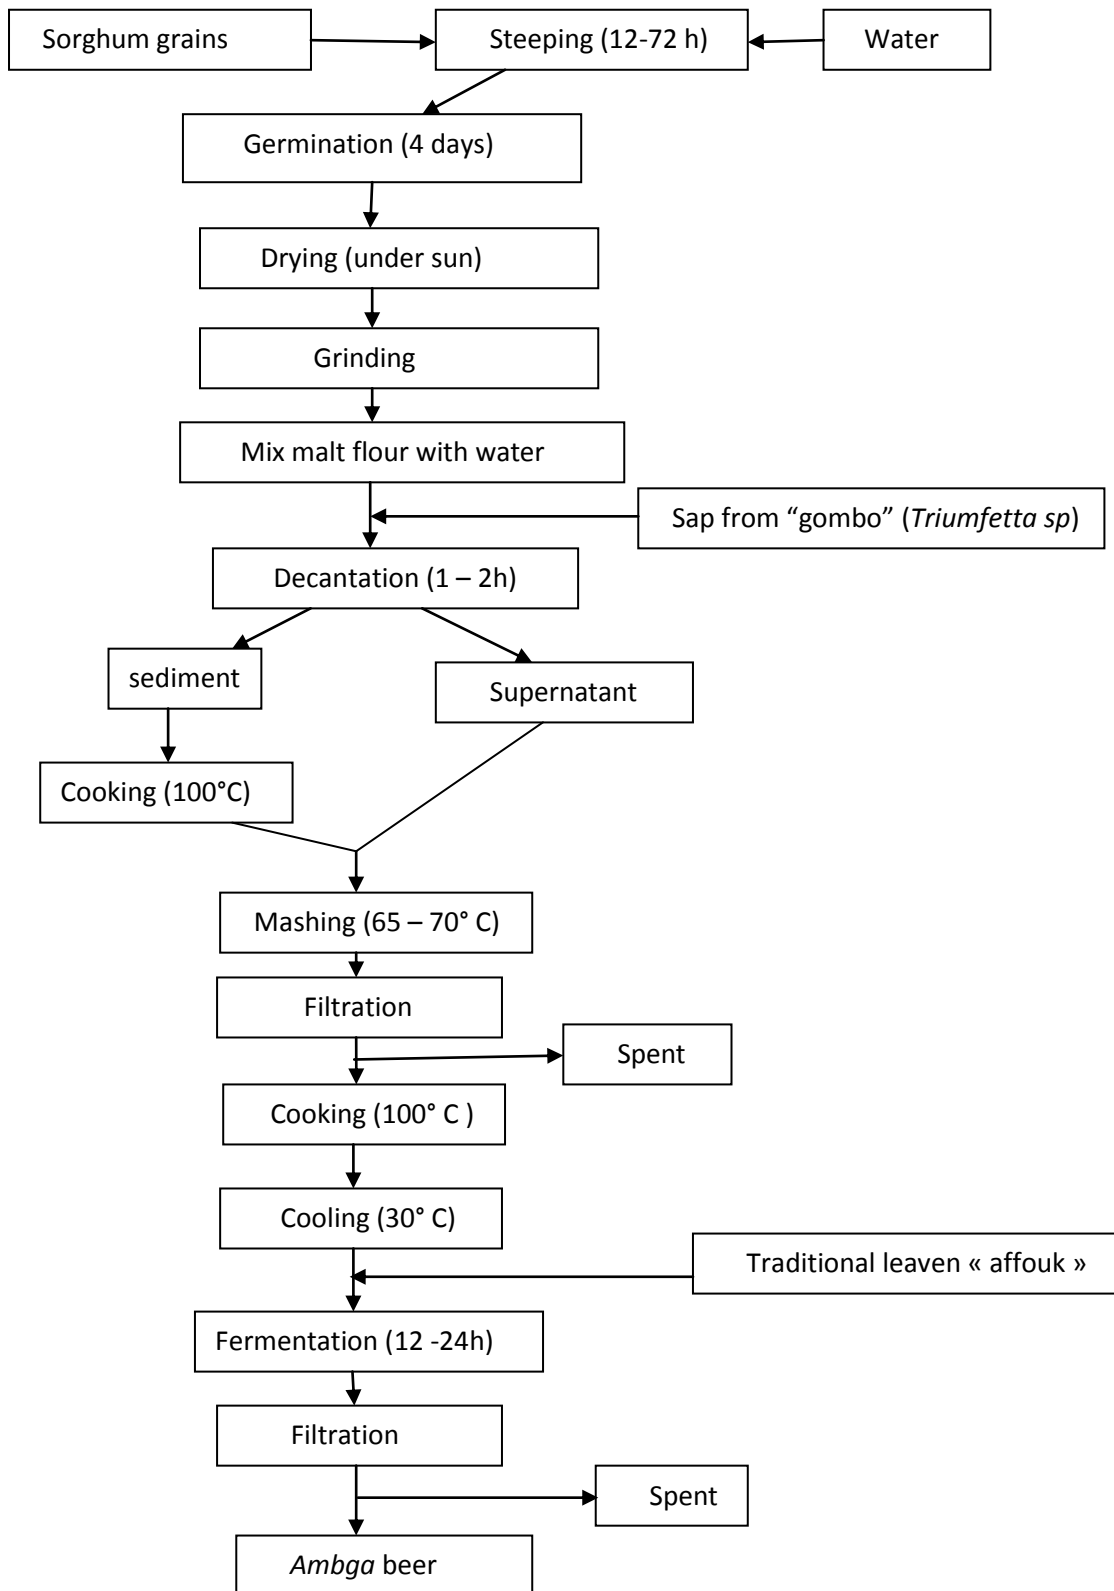 Sorghum grains
Steeping (12-72 h)
Water
Germination (4 days)
Drying (under sun)
Grinding
Mix malt flour with water
Sap from “gombo” (Triumfetta sp)
Decantation (1 – 2h)
sediment
Supernatant
Cooking (100°C)
Mashing (65 – 70° C)
Filtration
Spent
Cooking (100° C )
Cooling (30° C)
Traditional leaven « affouk »
Fermentation (12 -24h)
Filtration
Spent
Ambga beer